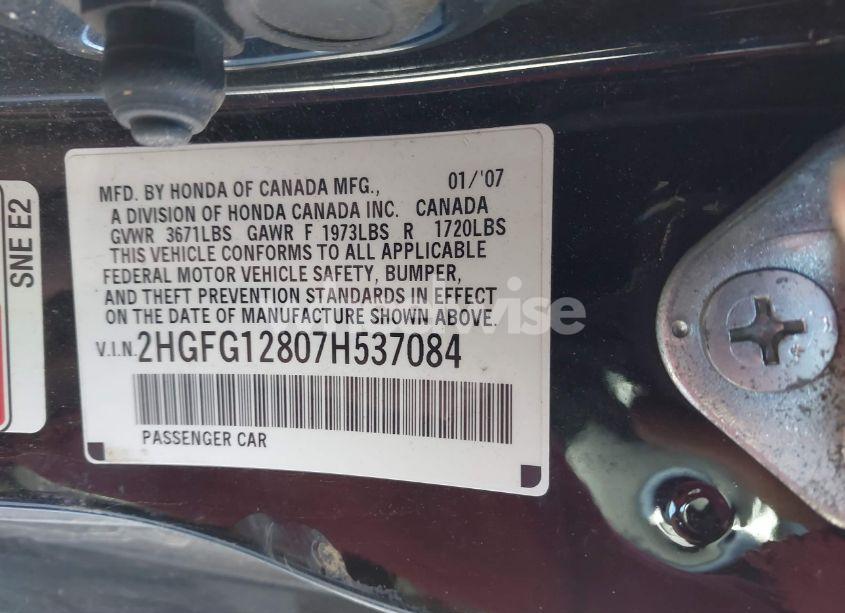 MFD. BY HONDA OF CANADA MFG., 01/'07
A DIVISION OF HONDA CANADA INC. CANADA
GVWR 3671LBS GAWR F 1973LBS R 1720LBS
THIS VEHICLE CONFORMS TO ALL APPLICABLE
FEDERAL MOTOR VEHICLE SAFETY, BUMPER,
AND THEFT PREVENTION STANDARDS IN EFFECT
ON THE DATE OF MANUFACTURE SHOWN ABOVE.
V.I.N. 2HGFG12807H537084
PASSENGER CAR
SNE E2